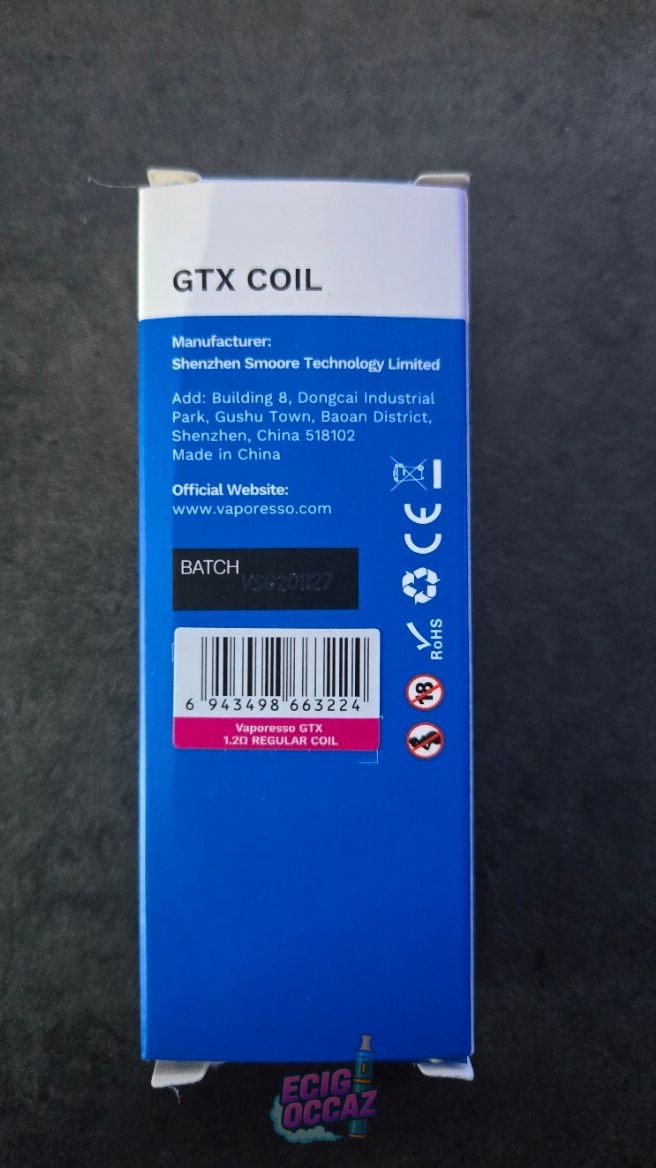 GTX COIL
Manufacturer:
Shenzhen Smoore Technology Limited
Add: Building 8, Dongcai Industrial
Park, Gushu Town, Baoan District,
Shenzhen, China 518102
Made in China
Official Website:
www.vaporesso.com
BATCH
VSG201127
CE
RoHS
18
6 943498 663224
Vaporesso GTX
1.2Ω REGULAR COIL
ECIG
OCCAZ